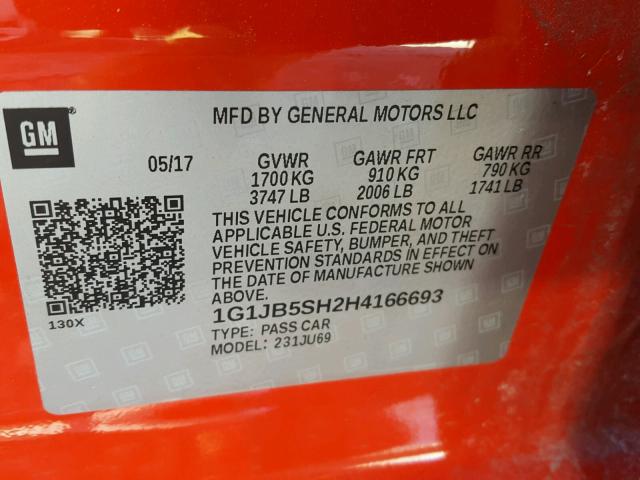 GM
MFD BY GENERAL MOTORS LLC
05/17 GVWR GAWR FRT GAWR RR
1700 KG 910 KG 790 KG
3747 LB 2006 LB 1741 LB
THIS VEHICLE CONFORMS TO ALL
APPLICABLE U.S. FEDERAL MOTOR
VEHICLE SAFETY, BUMPER, AND THEFT
PREVENTION STANDARDS IN EFFECT ON
THE DATE OF MANUFACTURE SHOWN
ABOVE.
1G1JB5SH2H4166693
TYPE: PASS CAR
MODEL: 231JU69
130X